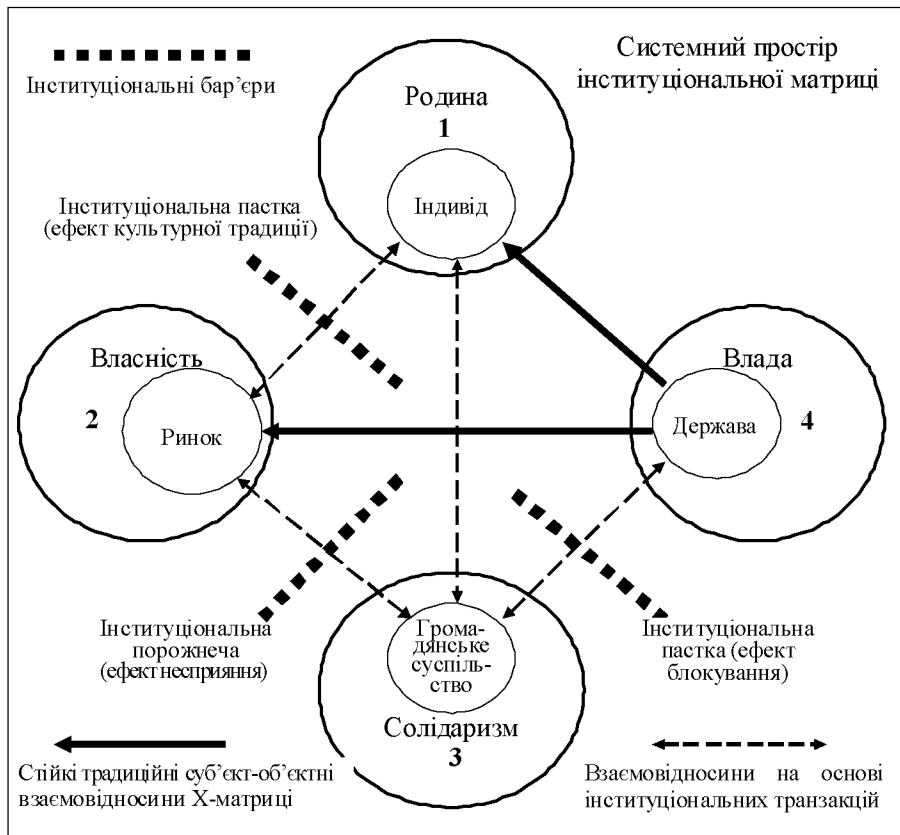 Системний простір
інституціональної матриці
Інституціональні бар’єри
Родина
1
Індивід
Інституціональна пастка
(ефект культурної традиції)
Власність
2
Ринок
Влада
Держава
4
Інституціональна
порожнеча
(ефект несприяння)
Грома-
дянське
суспіль-
ство
Солідаризм
3
Інституціональна
пастка (ефект
блокування)
Стійкі традиційні суб’єкт-об’єктні
взаємовідносини Х-матриці
Взаємовідносини на основі
інституціональних транзакцій